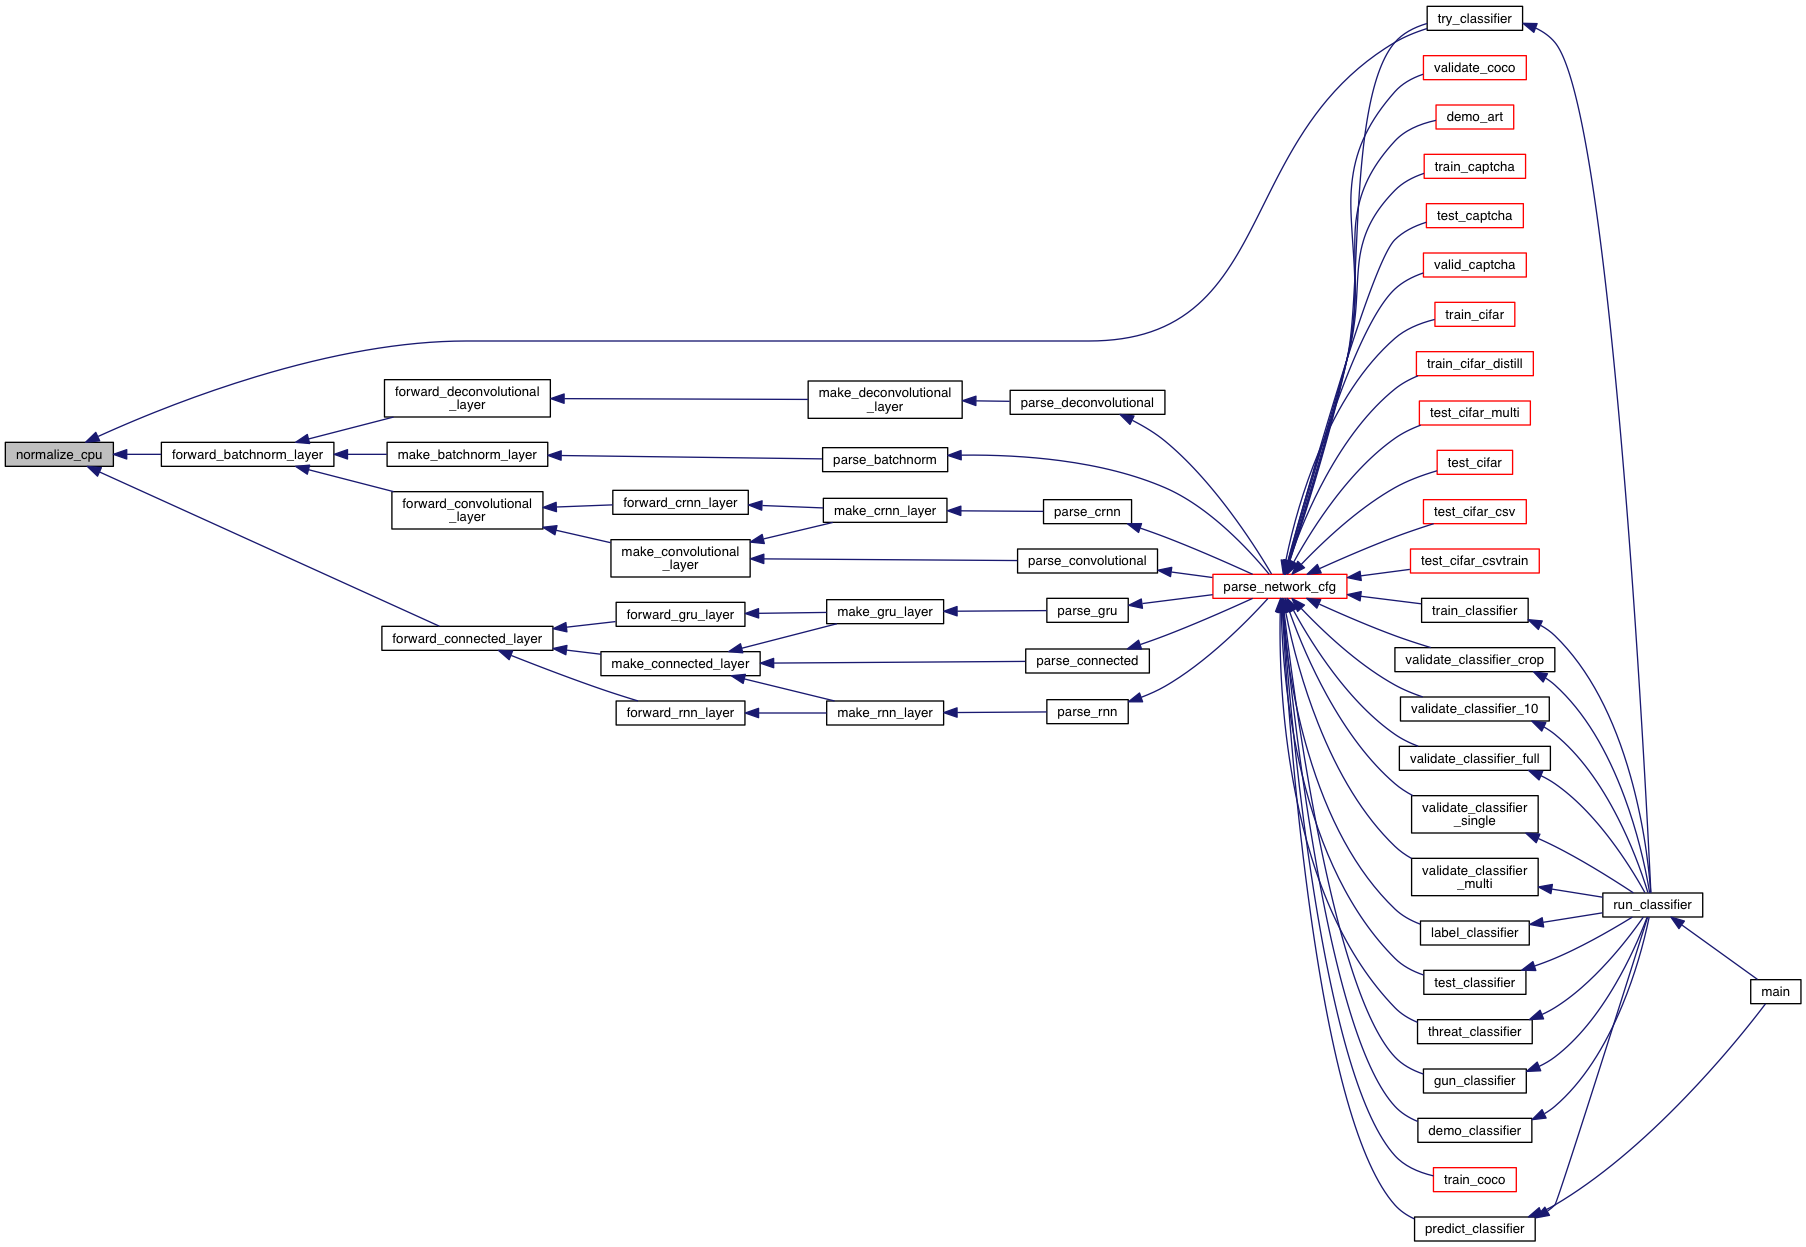 normalize_cpu
forward_batchnorm_layer
forward_deconvolutional
_layer
make_batchnorm_layer
forward_convolutional
_layer
forward_connected_layer
forward_crnn_layer
make_convolutional
_layer
forward_gru_layer
make_connected_layer
forward_rnn_layer
make_deconvolutional
_layer
parse_batchnorm
make_crnn_layer
make_gru_layer
make_rnn_layer
parse_deconvolutional
parse_crnn
parse_convolutional
parse_gru
parse_connected
parse_rnn
parse_network_cfg
try_classifier
validate_coco
demo_art
train_captcha
test_captcha
valid_captcha
train_cifar
train_cifar_distill
test_cifar_multi
test_cifar
test_cifar_csv
test_cifar_csvtrain
train_classifier
validate_classifier_crop
validate_classifier_10
validate_classifier_full
validate_classifier
_single
validate_classifier
_multi
label_classifier
test_classifier
threat_classifier
gun_classifier
demo_classifier
train_coco
predict_classifier
run_classifier
main